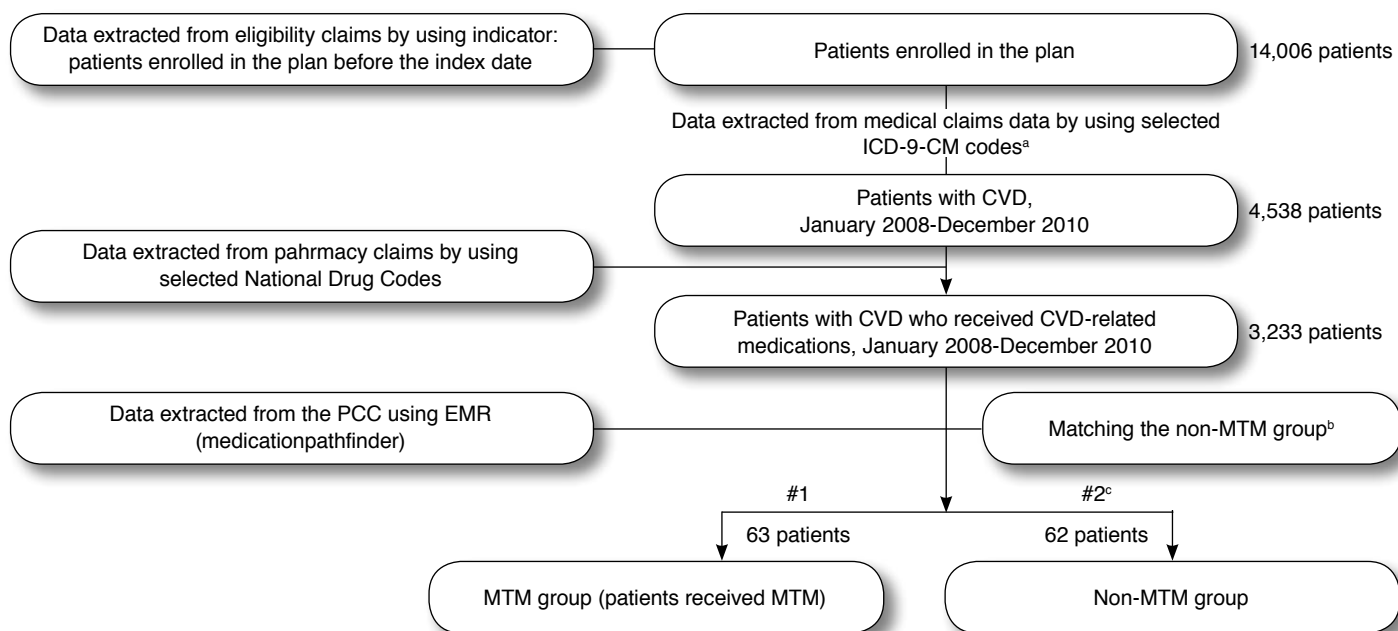 Data extracted from eligibility claims by using indicator:
patients enrolled in the plan before the index date
Patients enrolled in the plan
14,006 patients
Data extracted from medical claims data by using selected
ICD-9-CM codesᵃ
Patients with CVD,
January 2008-December 2010
4,538 patients
Data extracted from pahrmacy claims by using
selected National Drug Codes
Patients with CVD who received CVD-related
medications, January 2008-December 2010
3,233 patients
Data extracted from the PCC using EMR
(medicationpathfinder)
Matching the non-MTM groupᵇ
#1
#2ᶜ
63 patients
62 patients
MTM group (patients received MTM)
Non-MTM group